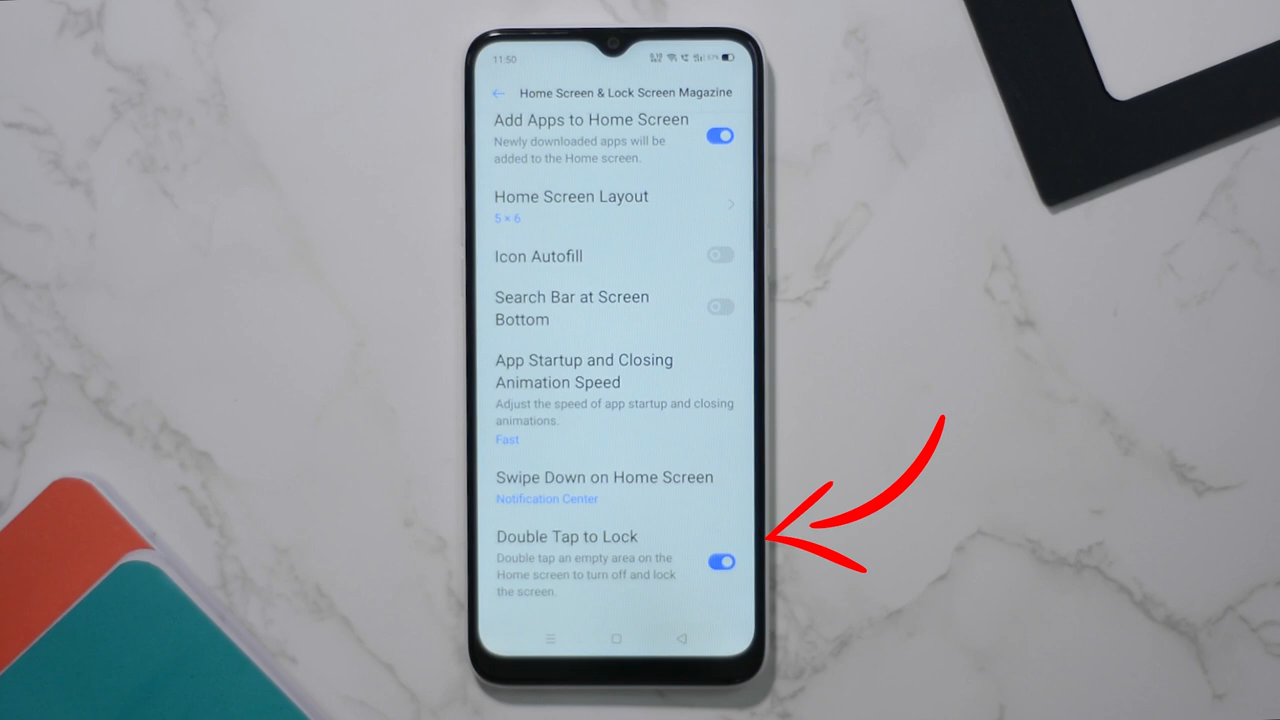 11:50
57%
Home Screen & Lock Screen Magazine
Add Apps to Home Screen
Newly downloaded apps will be
added to the Home screen.
Home Screen Layout
5 × 6
Icon Autofill
Search Bar at Screen
Bottom
App Startup and Closing
Animation Speed
Adjust the speed of app startup and closing
animations.
Fast
Swipe Down on Home Screen
Notification Center
Double Tap to Lock
Double tap an empty area on the
Home screen to turn off and lock
the screen.